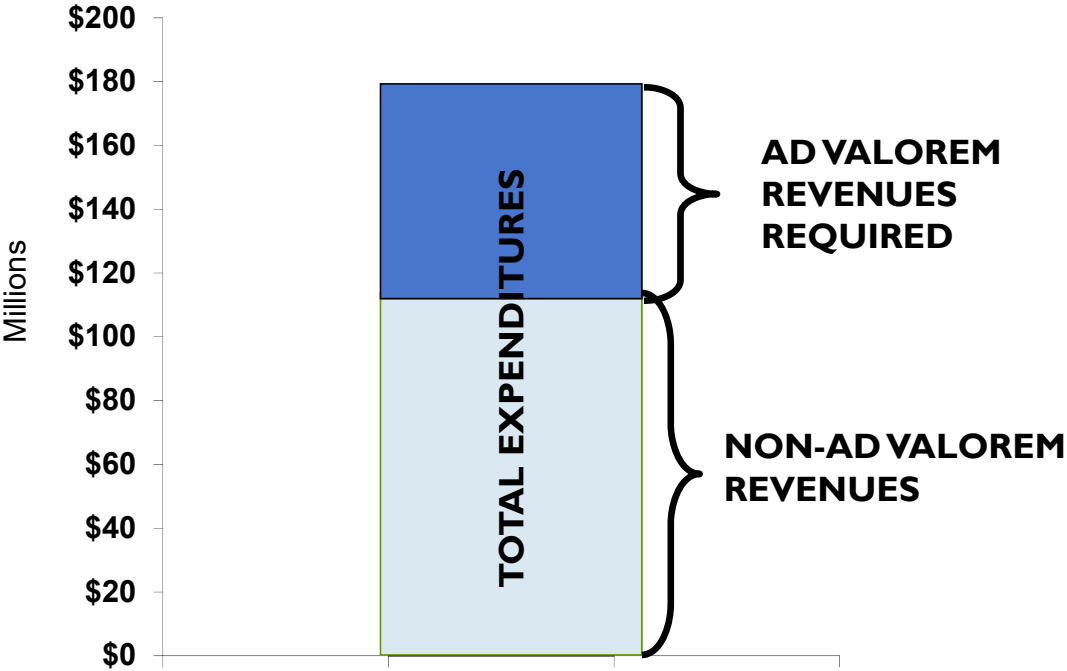 $200
$180
$160
$140
$120
$100
$80
$60
$40
$20
$0
Millions
TOTAL EXPENDITURES
AD VALOREM
REVENUES
REQUIRED
NON-AD VALOREM
REVENUES